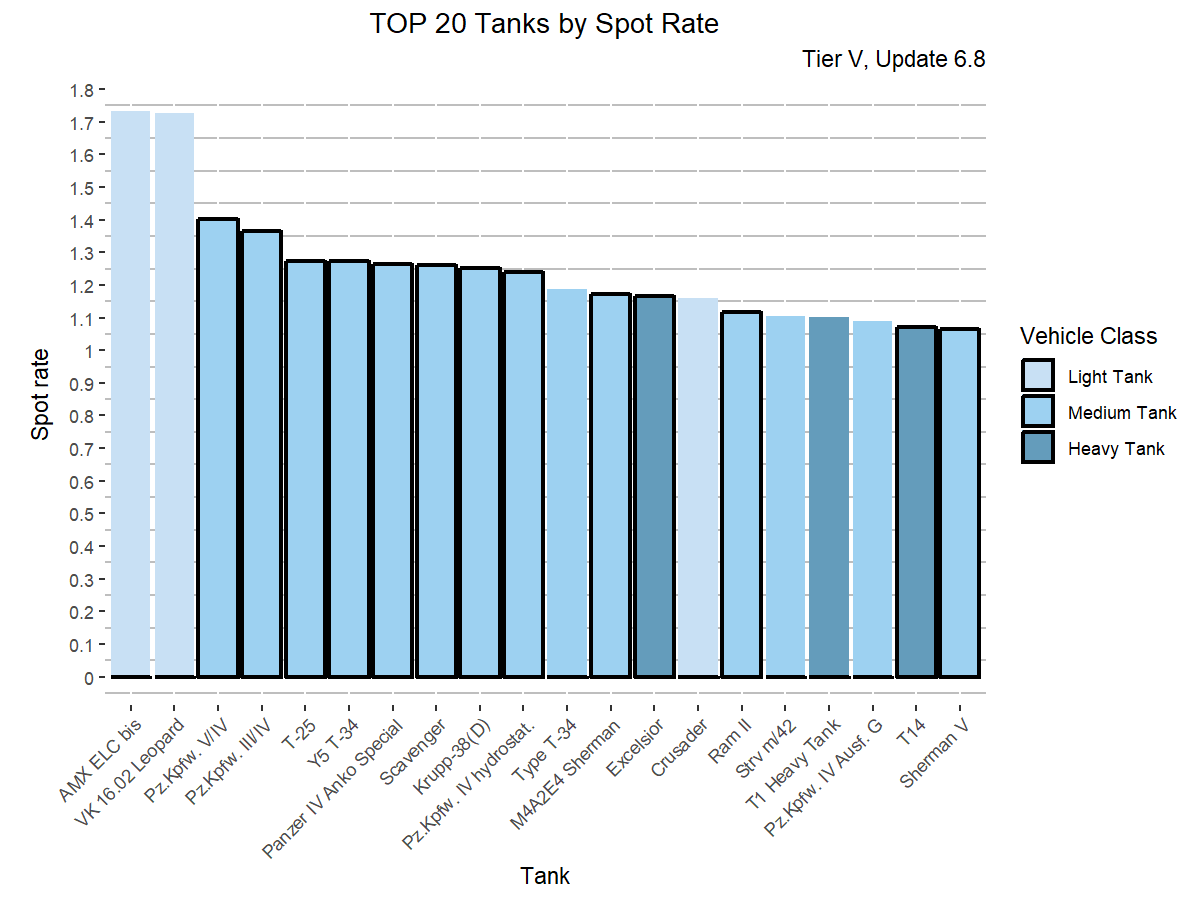 TOP 20 Tanks by Spot Rate
Tier V, Update 6.8
1.8
1.7
1.6
1.5
1.4
1.3
1.2
1.1
1
0.9
0.8
0.7
0.6
0.5
0.4
0.3
0.2
0.1
0
Spot rate
AMX ELC bis
VK 16.02 Leopard
Pz.Kpfw. V/IV
Pz.Kpfw. III/IV
T-25
Y5 T-34
Panzer IV Anko Special
Scavenger
Krupp-38(D)
Pz.Kpfw. IV hydrostat.
Type T-34
M4A2E4 Sherman
Excelsior
Crusader
Ram II
Strv m/42
T1 Heavy Tank
Pz.Kpfw. IV Ausf. G
T14
Sherman V
Tank
Vehicle Class
Light Tank
Medium Tank
Heavy Tank